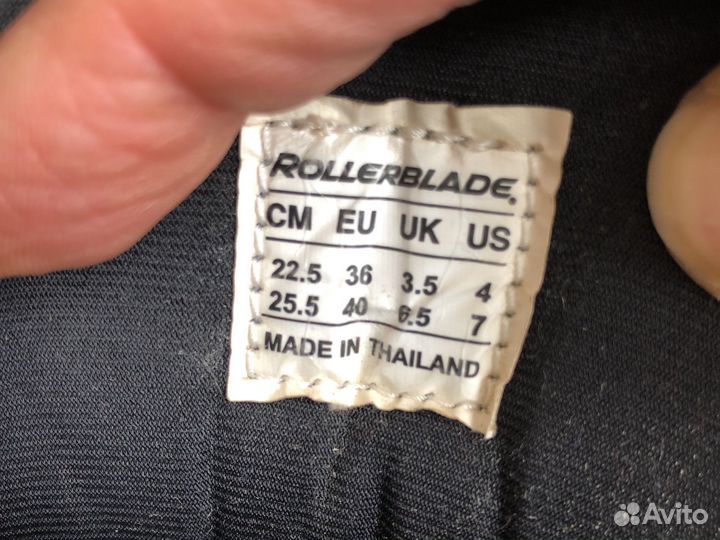 ROLLERBLADE®
CM EU UK US
22.5 36 3.5 4
25.5 40 6.5 7
MADE IN THAILAND
Avito